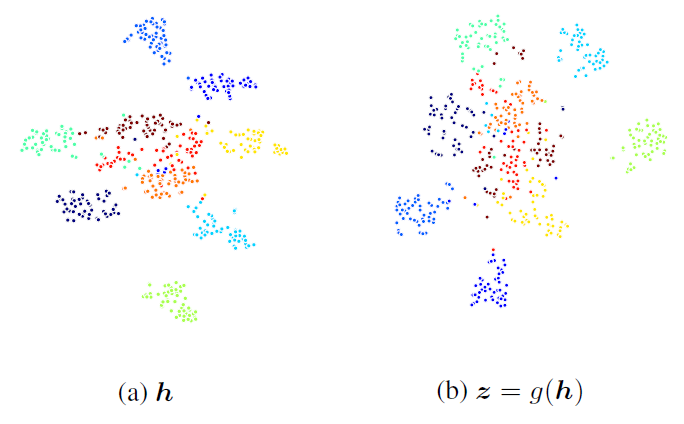 (a) h
(b) z = g(h)